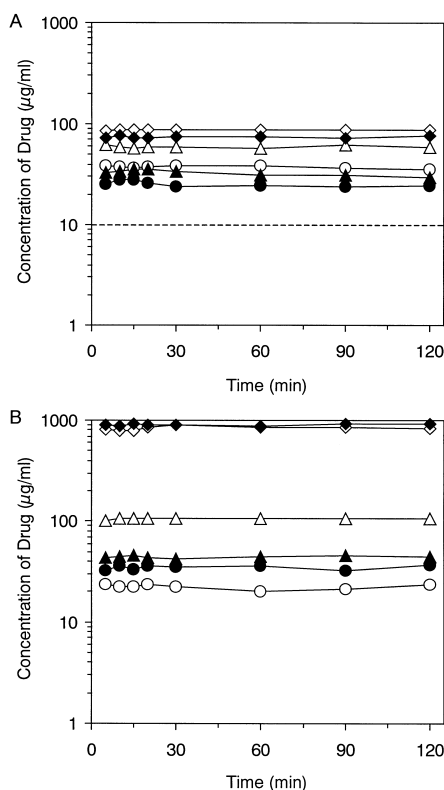 A
1000
100
10
1
Concentration of Drug (μg/ml)
0 30 60 90 120
Time (min)
B
1000
100
10
1
Concentration of Drug (μg/ml)
0 30 60 90 120
Time (min)